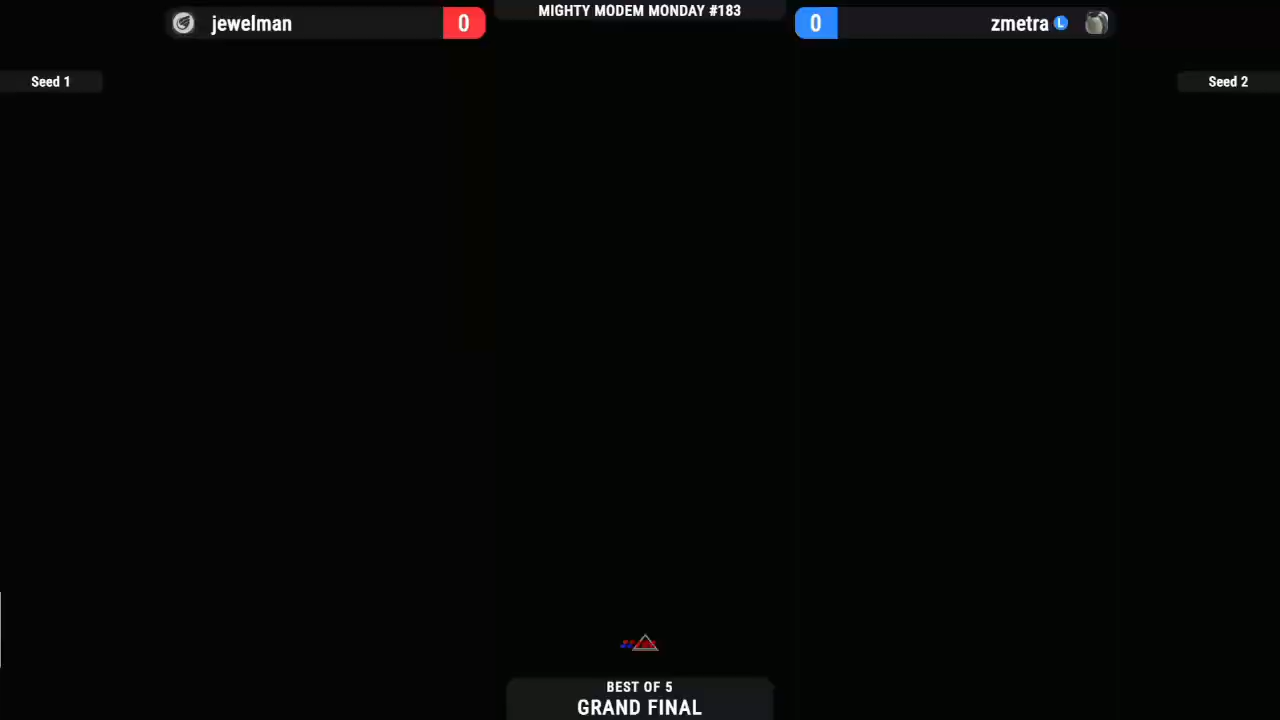 MIGHTY MODEM MONDAY #183
jewelman
0
0
zmetra L
Seed 1
Seed 2
BEST OF 5
GRAND FINAL